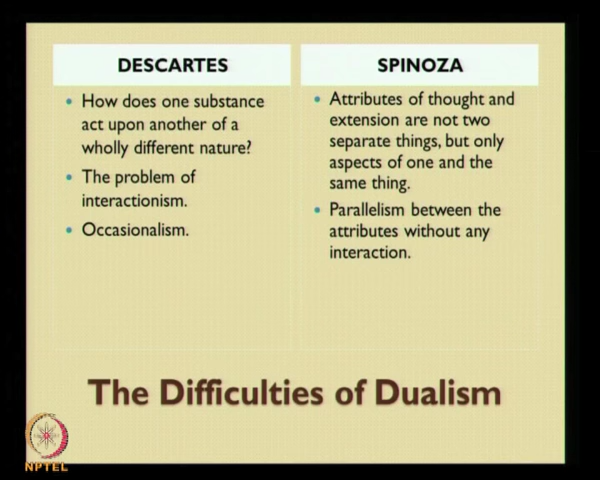 DESCARTES
• How does one substance
act upon another of a
wholly different nature?
• The problem of
interactionism.
• Occasionalism.
SPINOZA
• Attributes of thought and
extension are not two
separate things, but only
aspects of one and the
same thing.
• Parallelism between the
attributes without any
interaction.
The Difficulties of Dualism
NPTEL